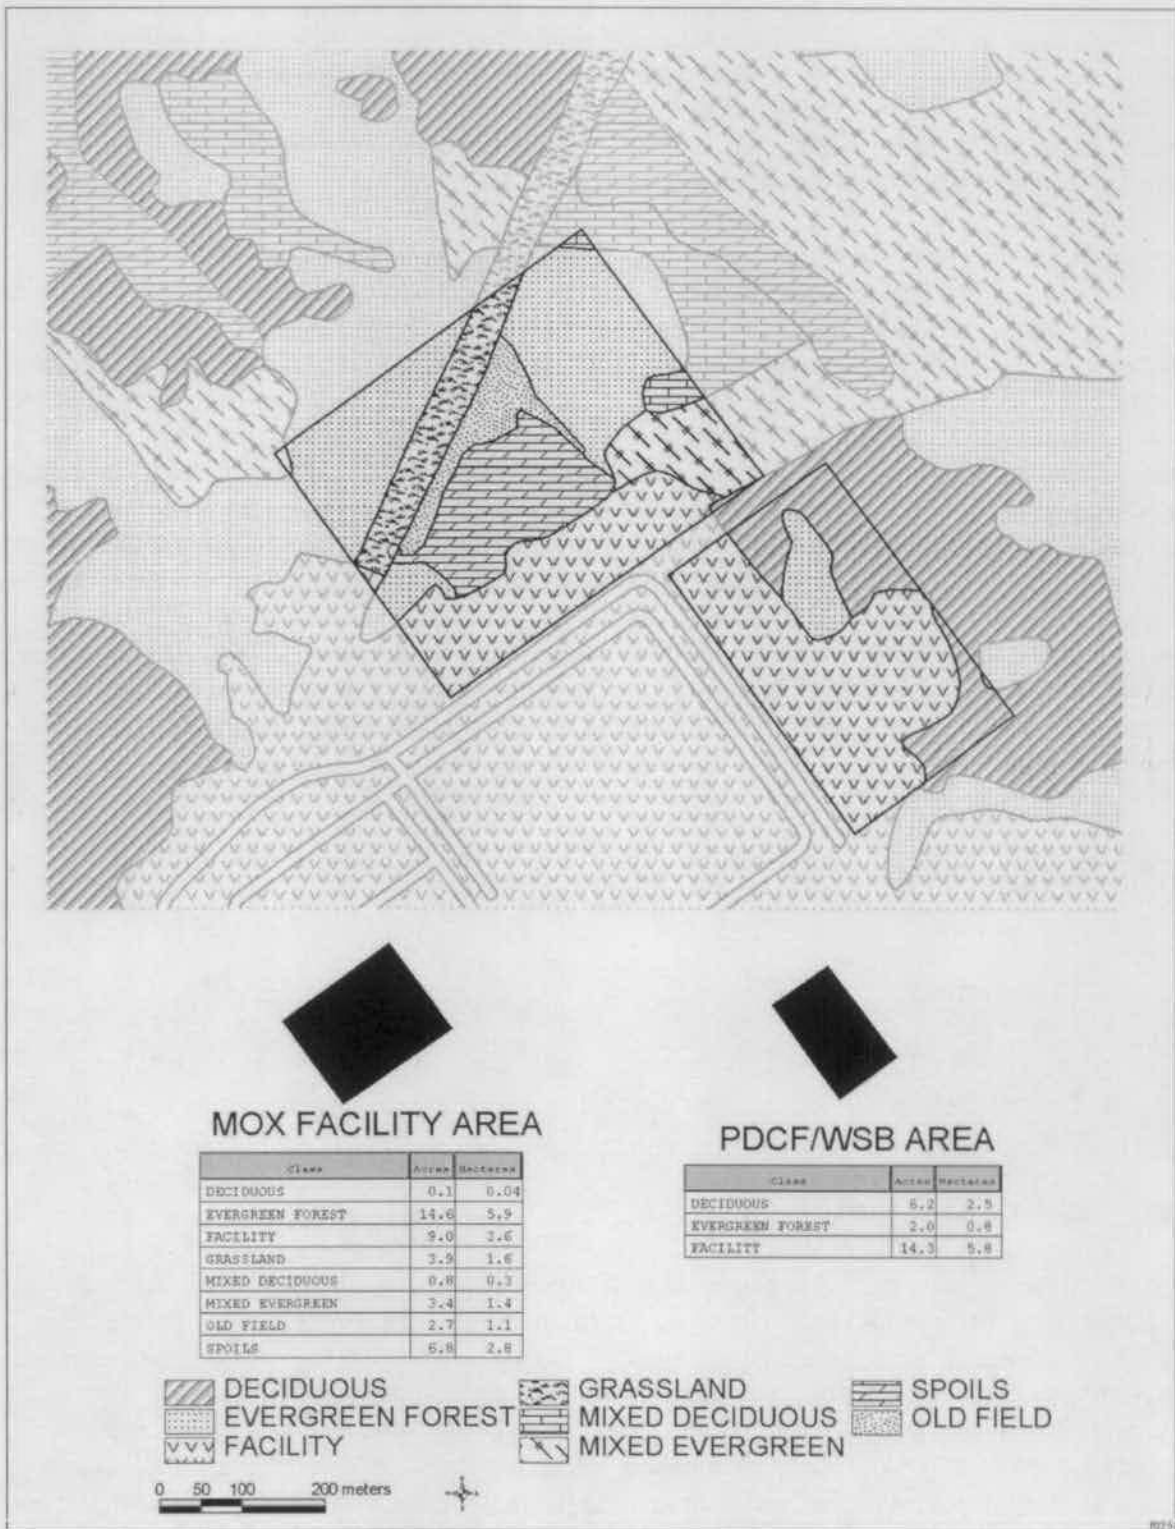 MOX FACILITY AREA
Class Acres Hectares
DECIDUOUS 0.1 0.04
EVERGREEN FOREST 14.6 5.9
FACILITY 9.0 3.6
GRASSLAND 3.9 1.6
MIXED DECIDUOUS 0.8 0.3
MIXED EVERGREEN 3.4 1.4
OLD FIELD 2.7 1.1
SPOILS 6.8 2.8
PDCF/WSB AREA
Class Acres Hectares
DECIDUOUS 6.2 2.5
EVERGREEN FOREST 2.0 0.8
FACILITY 14.3 5.8
DECIDUOUS GRASSLAND SPOILS
EVERGREEN FOREST MIXED DECIDUOUS OLD FIELD
FACILITY MIXED EVERGREEN
0 50 100 200 meters